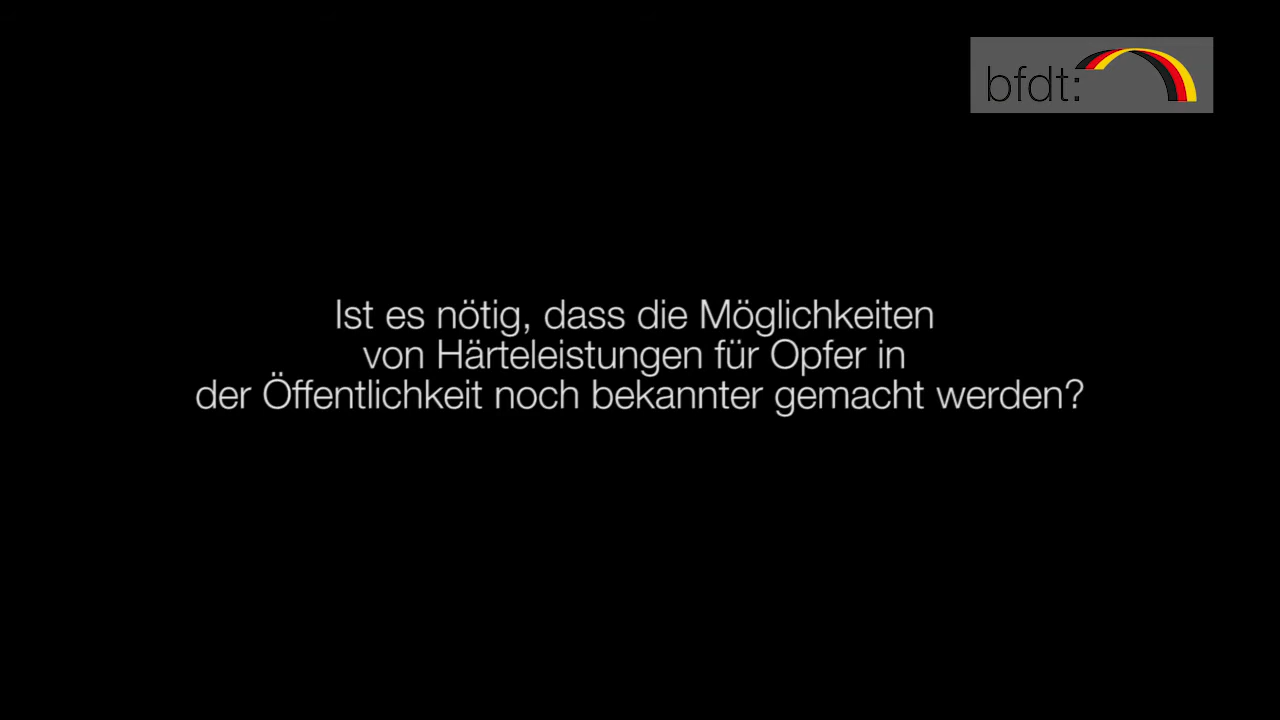 bfdt:
Ist es nötig, dass die Möglichkeiten
von Härteleistungen für Opfer in
der Öffentlichkeit noch bekannter gemacht werden?